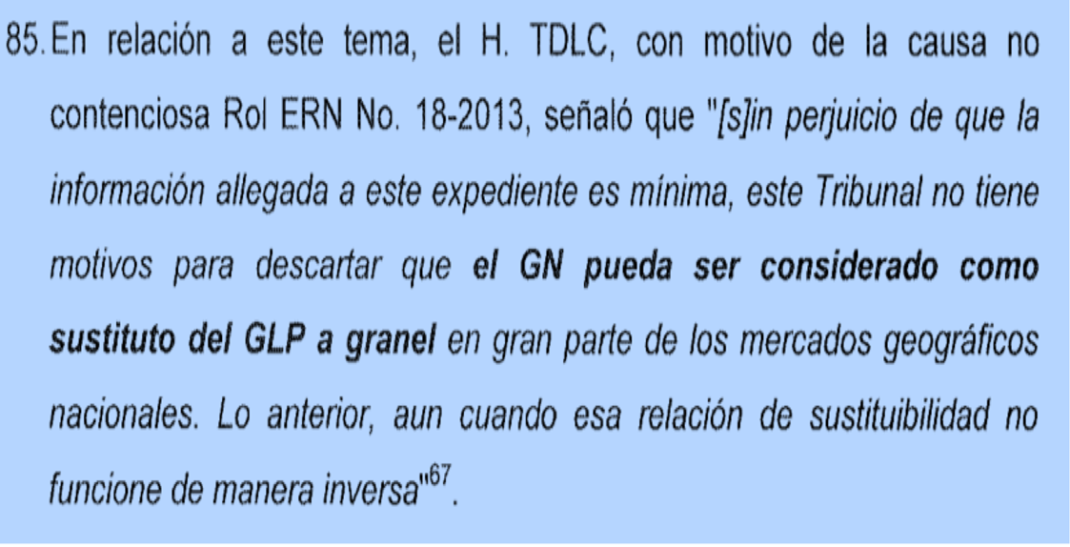 85. En relación a este tema, el H. TDLC, con motivo de la causa no
contenciosa Rol ERN No. 18-2013, señaló que "[s]in perjuicio de que la
información allegada a este expediente es mínima, este Tribunal no tiene
motivos para descartar que el GN pueda ser considerado como
sustituto del GLP a granel en gran parte de los mercados geográficos
nacionales. Lo anterior, aun cuando esa relación de sustituibilidad no
funcione de manera inversa"67.